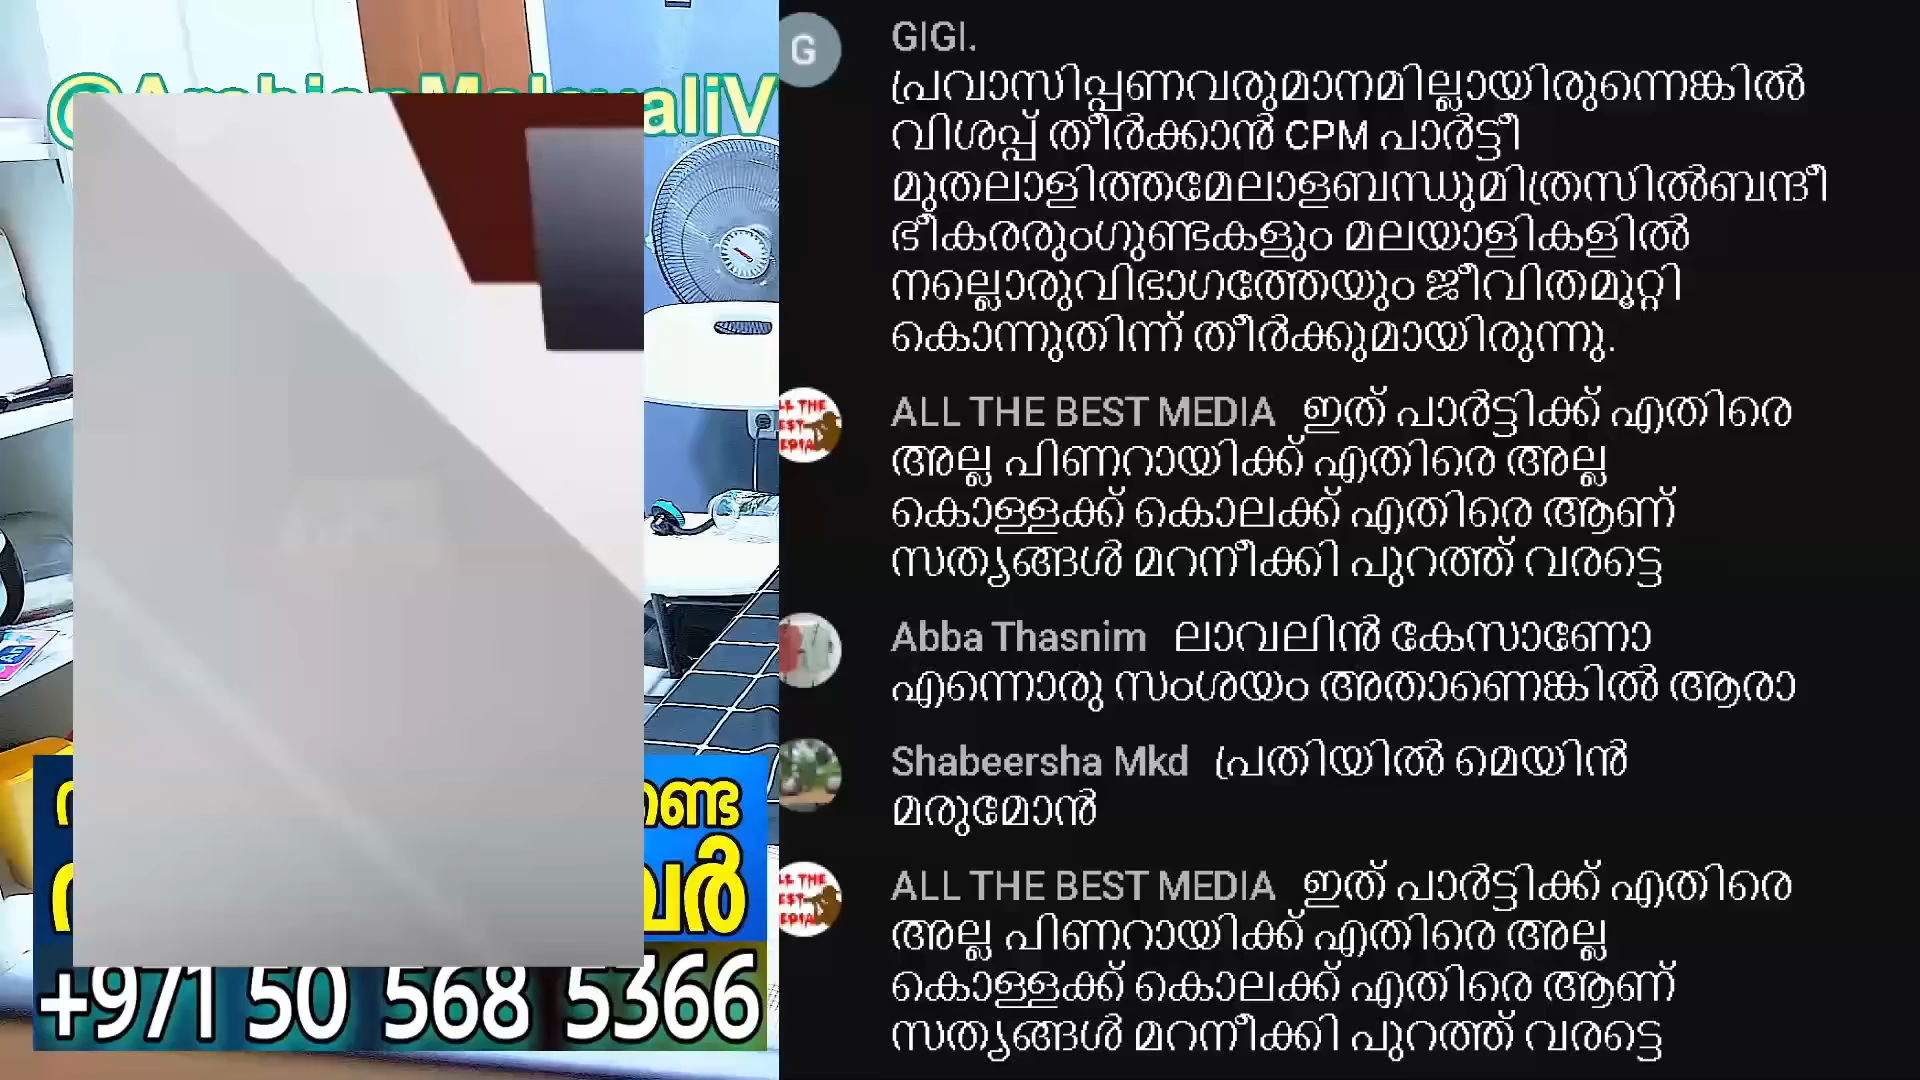 G
GIGI.
പ്രവാസിപ്പണവരുമാനമില്ലായിരുന്നെങ്കിൽ
വിശപ്പ് തീർക്കാൻ CPM പാർട്ടീ
മുതലാളിത്തമേലാളബന്ധുമിത്രസിൽബന്ദീ
ഭീകരരുംഗുണ്ടകളും മലയാളികളിൽ
നല്ലൊരുവിഭാഗത്തേയും ജീവിതമൂറ്റി
കൊന്നുതിന്ന് തീർക്കുമായിരുന്നു.
ALL THE BEST MEDIA ഇത് പാർട്ടിക്ക് എതിരെ
അല്ല പിണറായിക്ക് എതിരെ അല്ല
കൊള്ളക്ക് കൊലക്ക് എതിരെ ആണ്
സത്യങ്ങൾ മറനീക്കി പുറത്ത് വരട്ടെ
Abba Thasnim ലാവലിൻ കേസാണോ
എന്നൊരു സംശയം അതാണെങ്കിൽ ആരാ
Shabeersha Mkd പ്രതിയിൽ മെയിൻ
മരുമോൻ
ALL THE BEST MEDIA ഇത് പാർട്ടിക്ക് എതിരെ
അല്ല പിണറായിക്ക് എതിരെ അല്ല
കൊള്ളക്ക് കൊലക്ക് എതിരെ ആണ്
സത്യങ്ങൾ മറനീക്കി പുറത്ത് വരട്ടെ
+971 50 568 5366